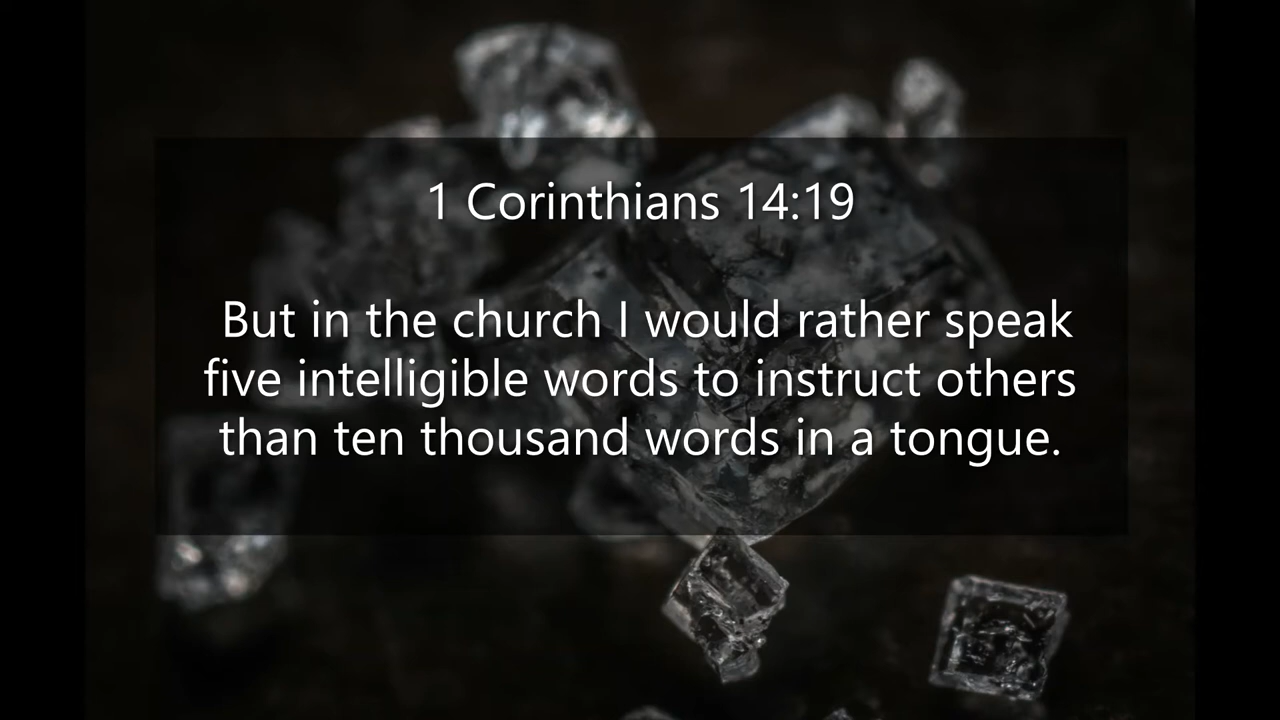 1 Corinthians 14:19
But in the church I would rather speak
five intelligible words to instruct others
than ten thousand words in a tongue.